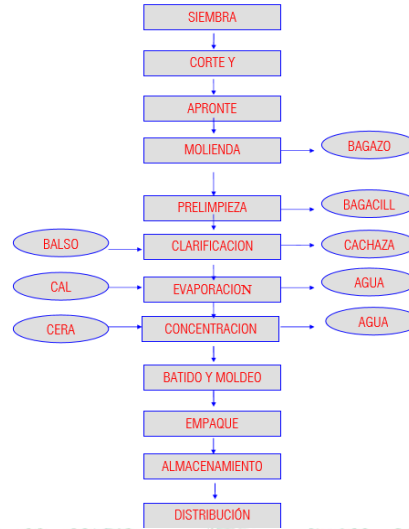 SIEMBRA
CORTE Y
APRONTE
MOLIENDA
BAGAZO
PRELIMPIEZA
BAGACILL
BALSO
CLARIFICACION
CACHAZA
CAL
EVAPORACION
AGUA
CERA
CONCENTRACION
AGUA
BATIDO Y MOLDEO
EMPAQUE
ALMACENAMIENTO
DISTRIBUCIÓN